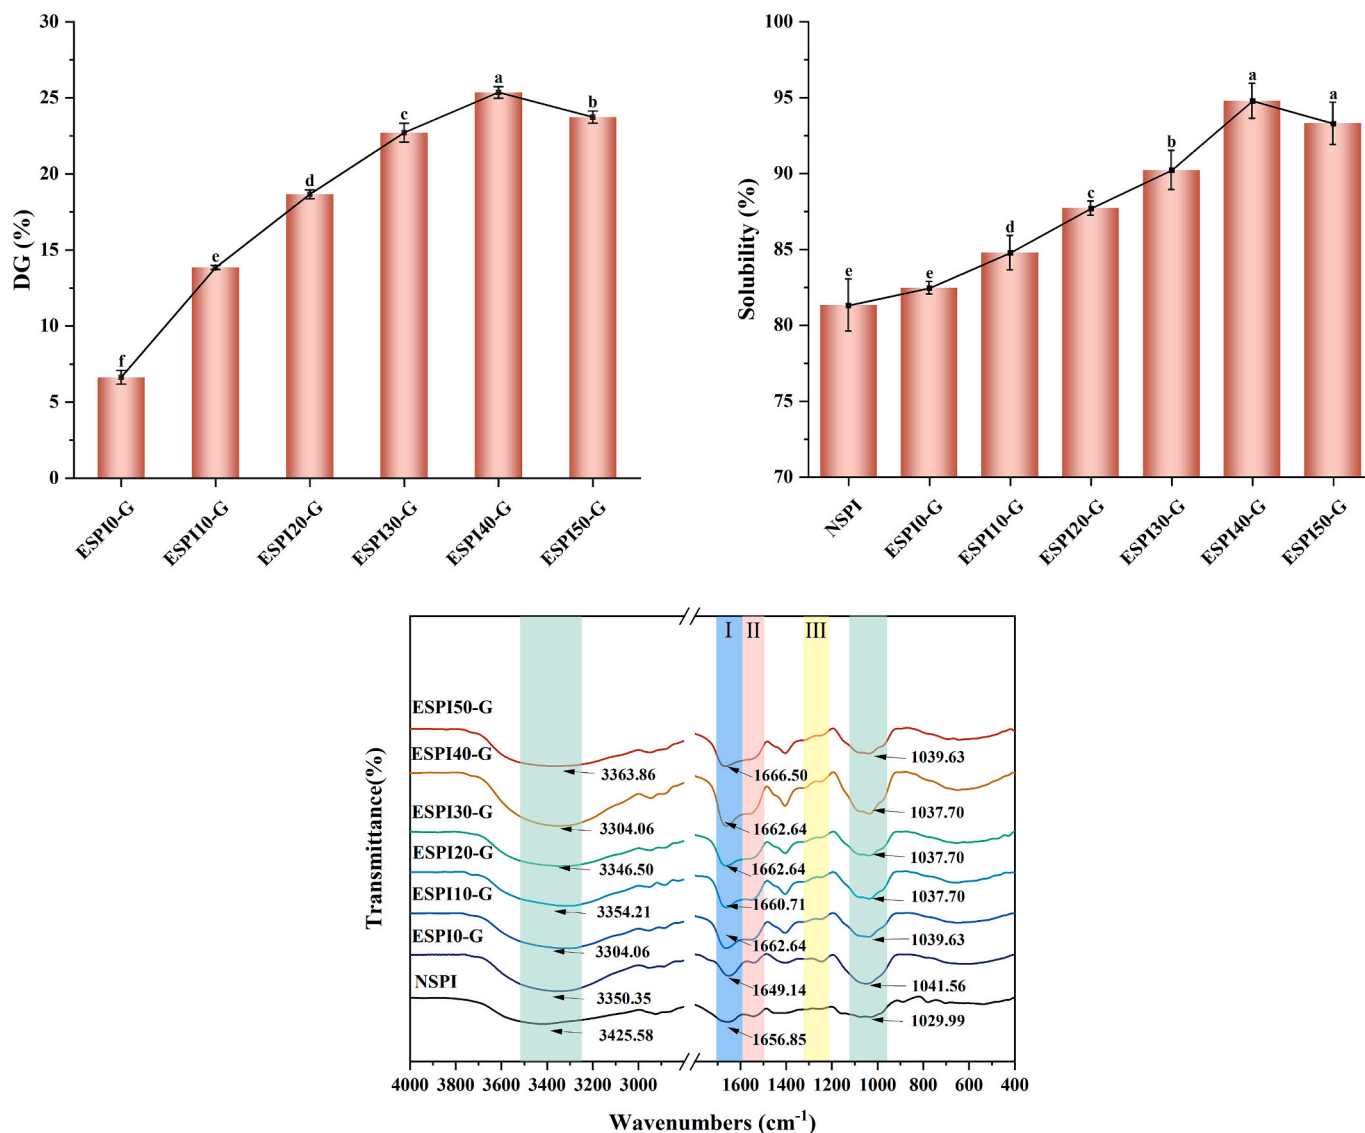 30
25
20
15
10
5
0
DG (%)
f
e
d
c
a
b
ESPI0-G
ESPI10-G
ESPI20-G
ESPI30-G
ESPI40-G
ESPI50-G
100
95
90
85
80
75
70
Solubility (%)
e
e
d
c
b
a
a
NSPI
ESPI0-G
ESPI10-G
ESPI20-G
ESPI30-G
ESPI40-G
ESPI50-G
I II III
ESPI50-G
3363.86 1666.50 1039.63
ESPI40-G
3304.06 1662.64 1037.70
ESPI30-G
3346.50 1662.64 1037.70
ESPI20-G
3354.21 1660.71 1037.70
ESPI10-G
3304.06 1662.64 1039.63
ESPI0-G
3350.35 1649.14 1041.56
NSPI
3425.58 1656.85 1029.99
Transmittance(%)
4000 3800 3600 3400 3200 3000 1600 1400 1200 1000 800 600 400
Wavenumbers (cm⁻¹)